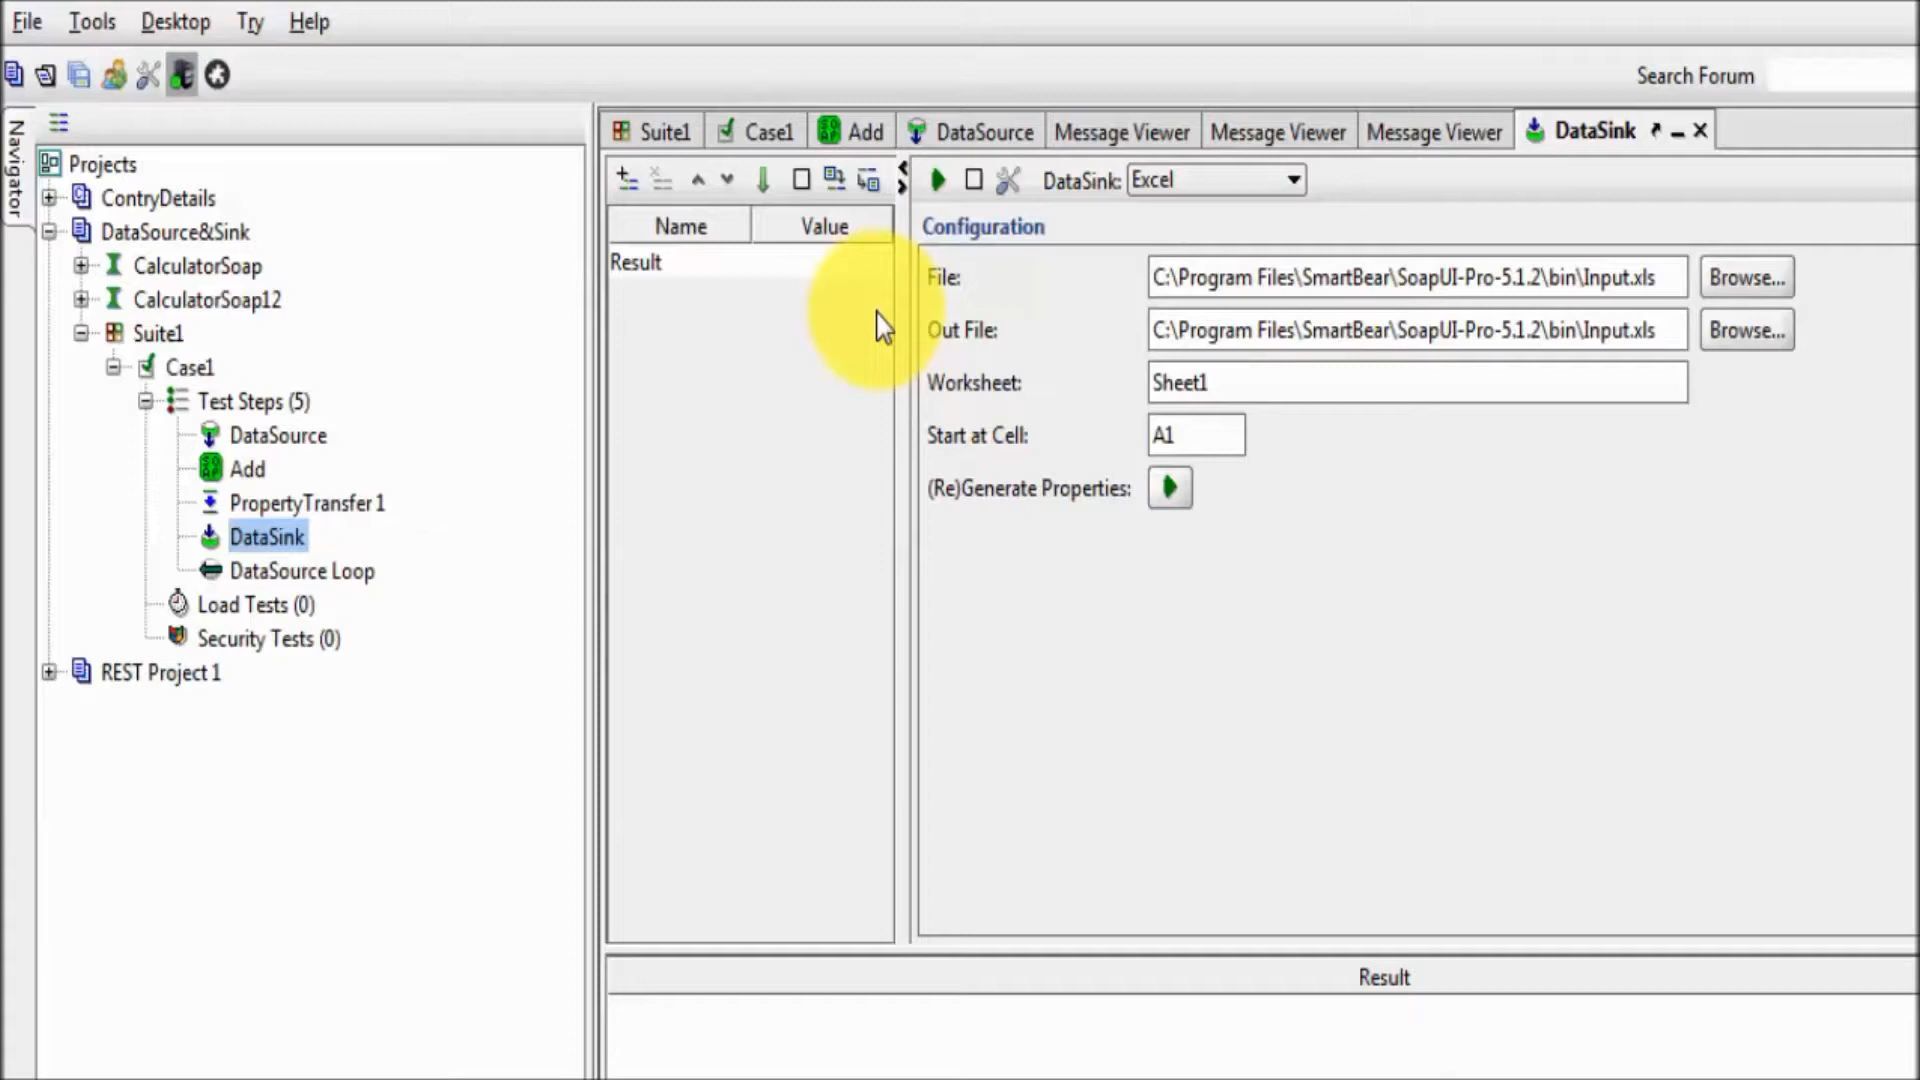 File Tools Desktop Try Help
Search Forum
Navigator
Projects
ContryDetails
DataSource&Sink
CalculatorSoap
CalculatorSoap12
Suite1
Case1
Test Steps (5)
DataSource
Add
PropertyTransfer 1
DataSink
DataSource Loop
Load Tests (0)
Security Tests (0)
REST Project 1
Suite1 Case1 Add DataSource Message Viewer Message Viewer Message Viewer DataSink
DataSink: Excel
Name Value
Result
Configuration
File: C:\Program Files\SmartBear\SoapUI-Pro-5.1.2\bin\Input.xls Browse...
Out File: C:\Program Files\SmartBear\SoapUI-Pro-5.1.2\bin\Input.xls Browse...
Worksheet: Sheet1
Start at Cell: A1
(Re)Generate Properties:
Result